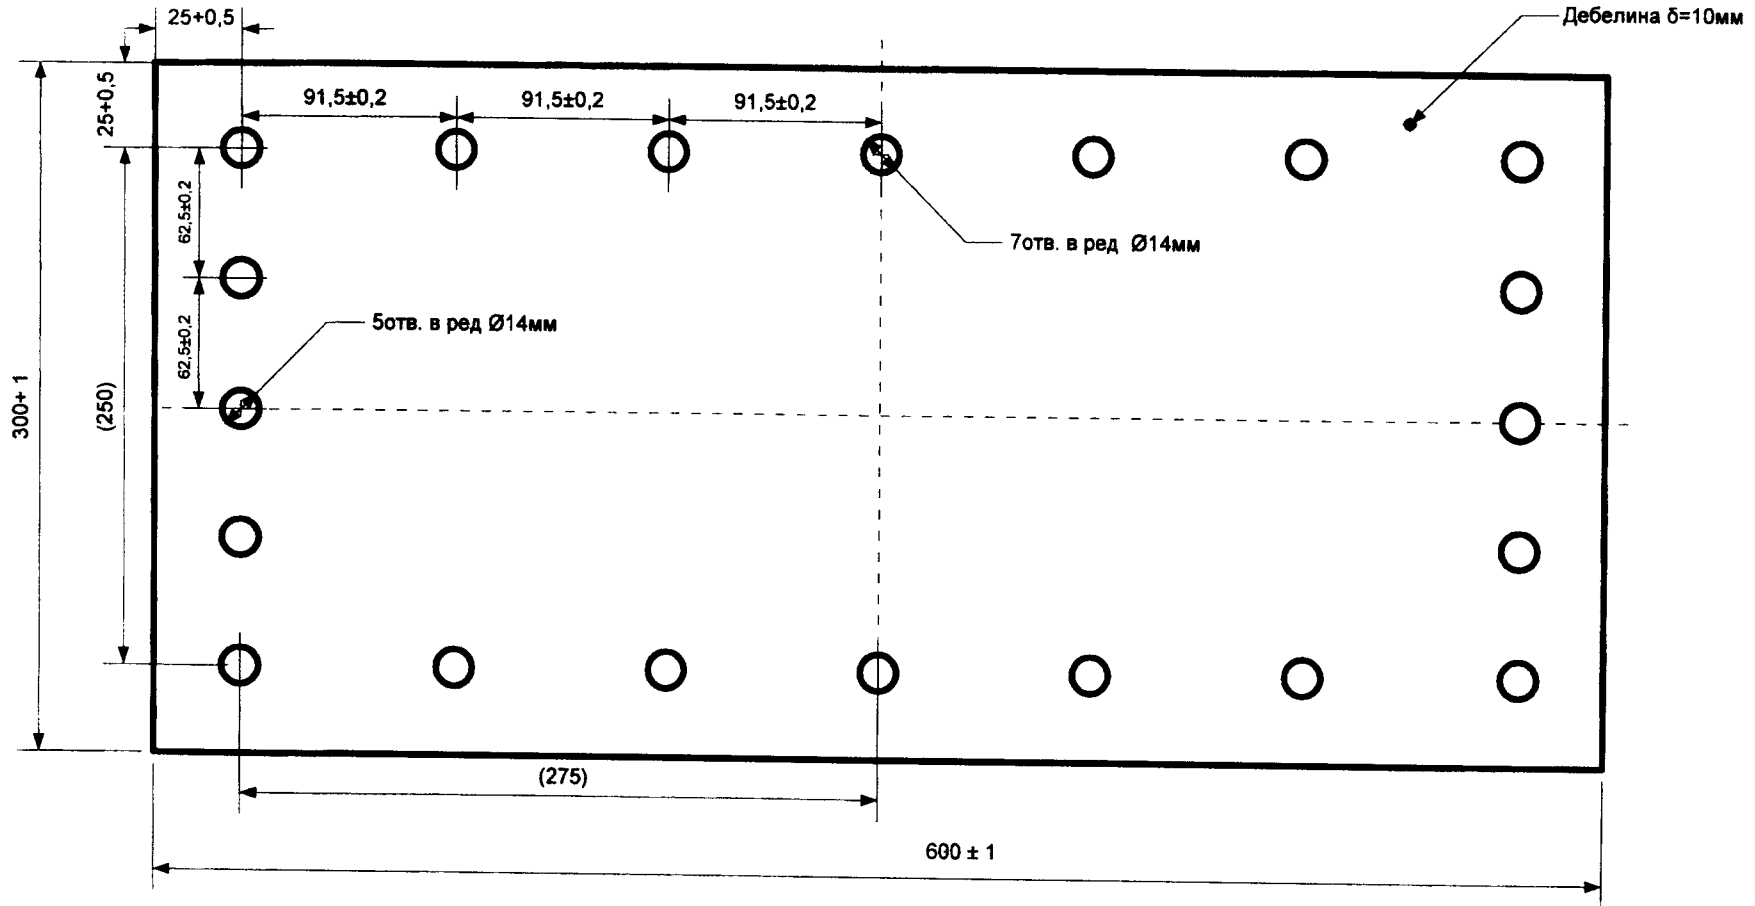 25+0,5
Дебелина δ=10мм
25+0,5
91,5±0,2
91,5±0,2
91,5±0,2
62,5±0,2
7отв. в ред Ø14мм
62,5±0,2
5отв. в ред Ø14мм
300+ 1
(250)
(275)
600 ± 1